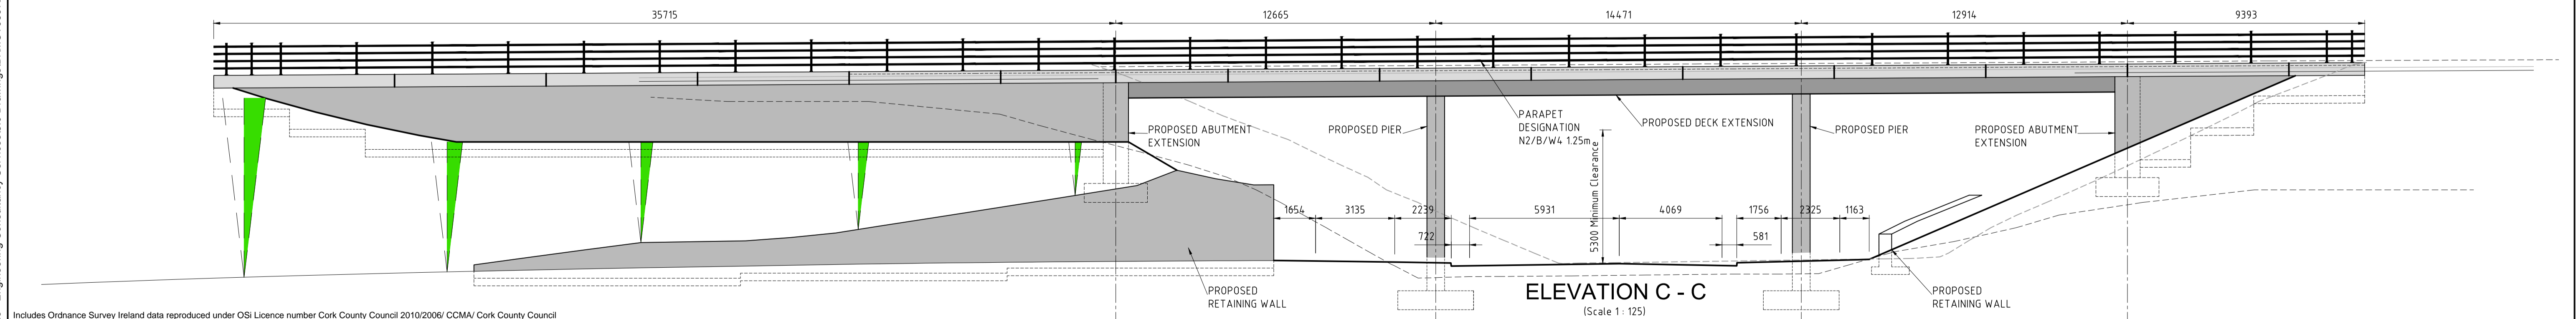 35715
12665
14471
12914
9393
PARAPET
DESIGNATION
N2/B/W4 1.25m
PROPOSED DECK EXTENSION
PROPOSED ABUTMENT
EXTENSION
PROPOSED PIER
PROPOSED PIER
PROPOSED ABUTMENT
EXTENSION
5300 Minimum Clearance
1654
3135
2239
5931
4069
1756
2325
1163
722
581
PROPOSED
RETAINING WALL
ELEVATION C - C
(Scale 1 : 125)
PROPOSED
RETAINING WALL
Includes Ordnance Survey Ireland data reproduced under OSi Licence number Cork County Council 2010/2006/ CCMA/ Cork County Council